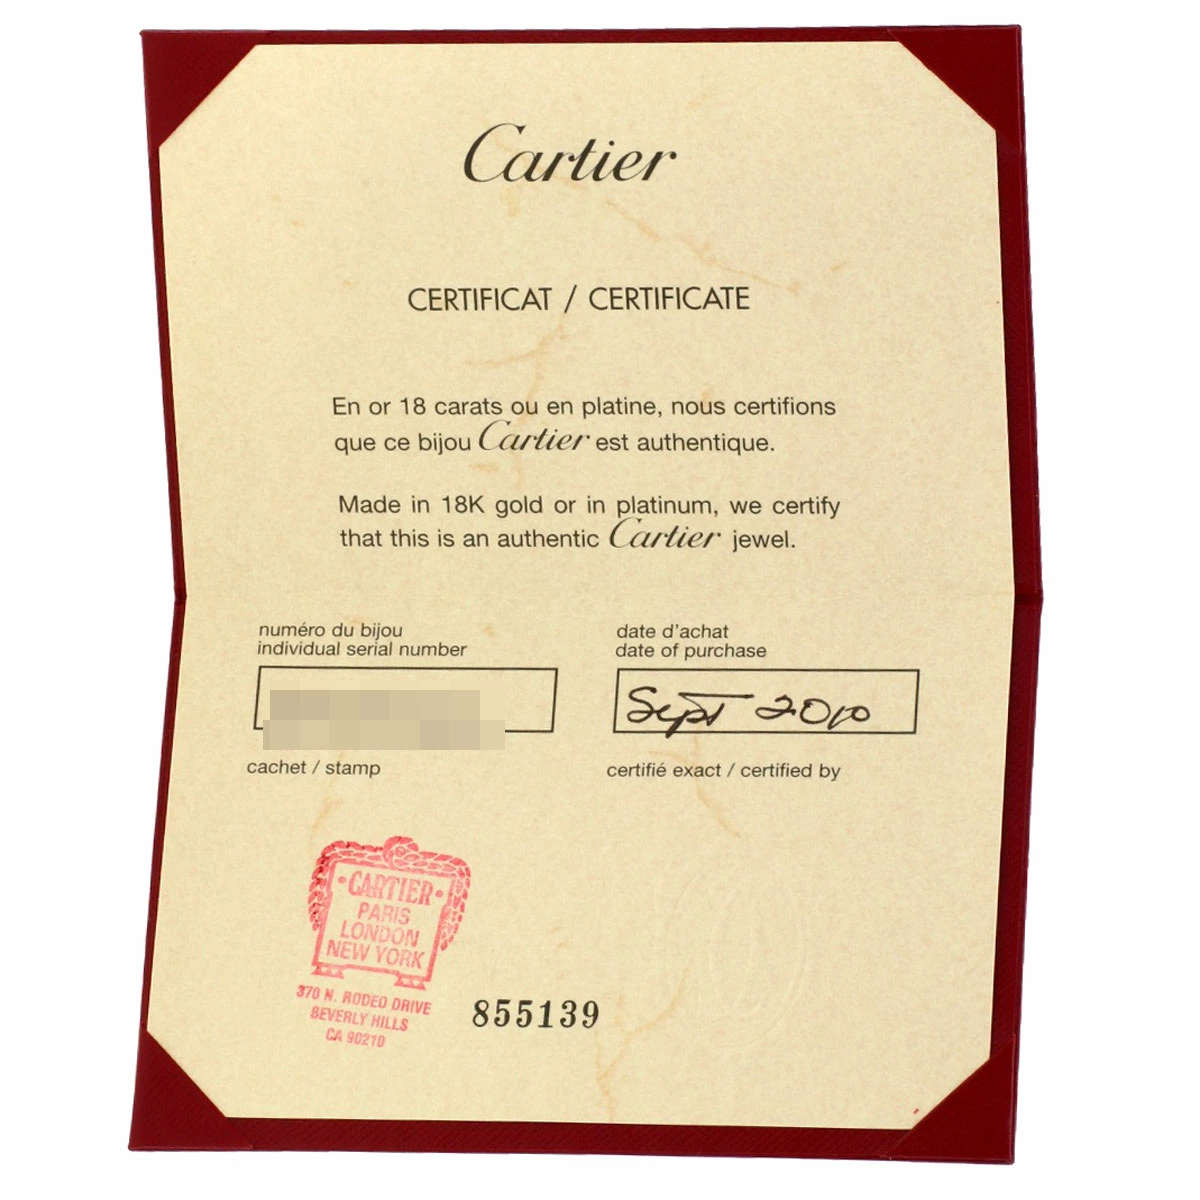 Cartier
CERTIFICAT / CERTIFICATE
En or 18 carats ou en platine, nous certifions
que ce bijou Cartier est authentique.
Made in 18K gold or in platinum, we certify
that this is an authentic Cartier jewel.
numéro du bijou
individual serial number
date d'achat
date of purchase
Sept 2010
cachet / stamp
certifié exact / certified by
·CARTIER·
PARIS
LONDON
NEW YORK
370 N. RODEO DRIVE
BEVERLY HILLS
CA 90210
855139